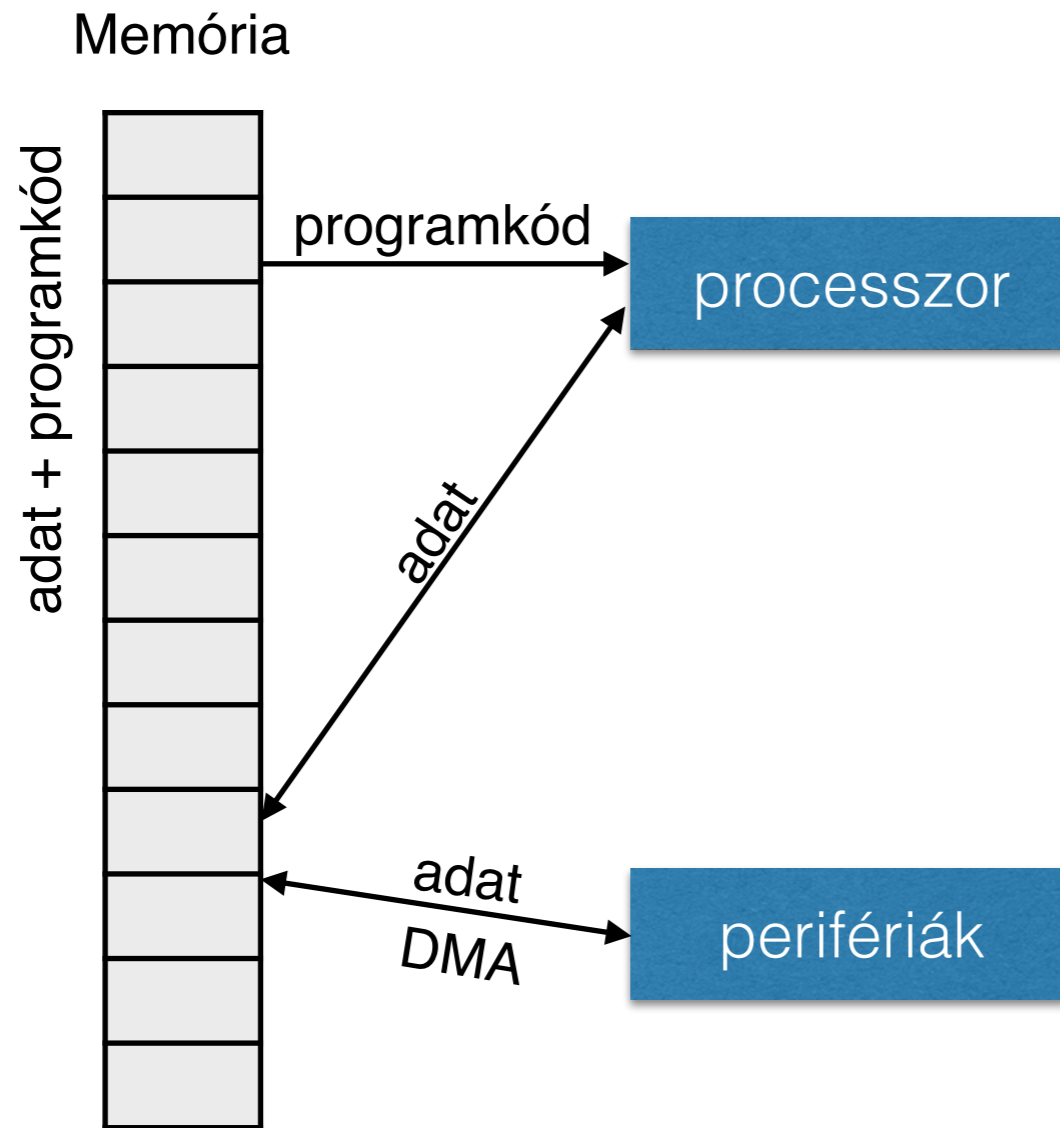 Memória
adat + programkód
programkód
processzor
adat
adat
DMA
perifériák